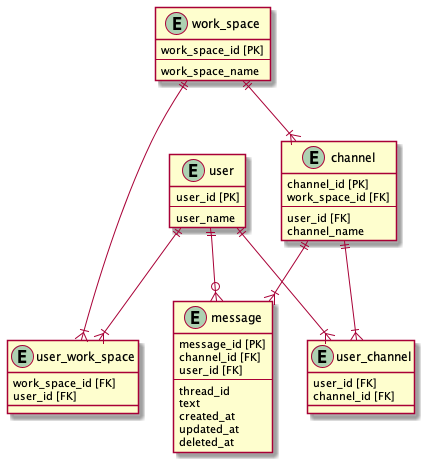 E work_space
work_space_id [PK]
work_space_name
E user
user_id [PK]
user_name
E channel
channel_id [PK]
work_space_id [FK]
user_id [FK]
channel_name
E user_work_space
work_space_id [FK]
user_id [FK]
E message
message_id [PK]
channel_id [FK]
user_id [FK]
thread_id
text
created_at
updated_at
deleted_at
E user_channel
user_id [FK]
channel_id [FK]